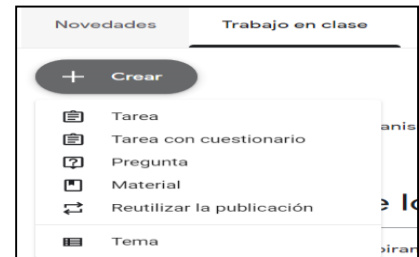 Novedades Trabajo en clase
+ Crear
Tarea
Tarea con cuestionario
Pregunta
Material
Reutilizar la publicación
Tema